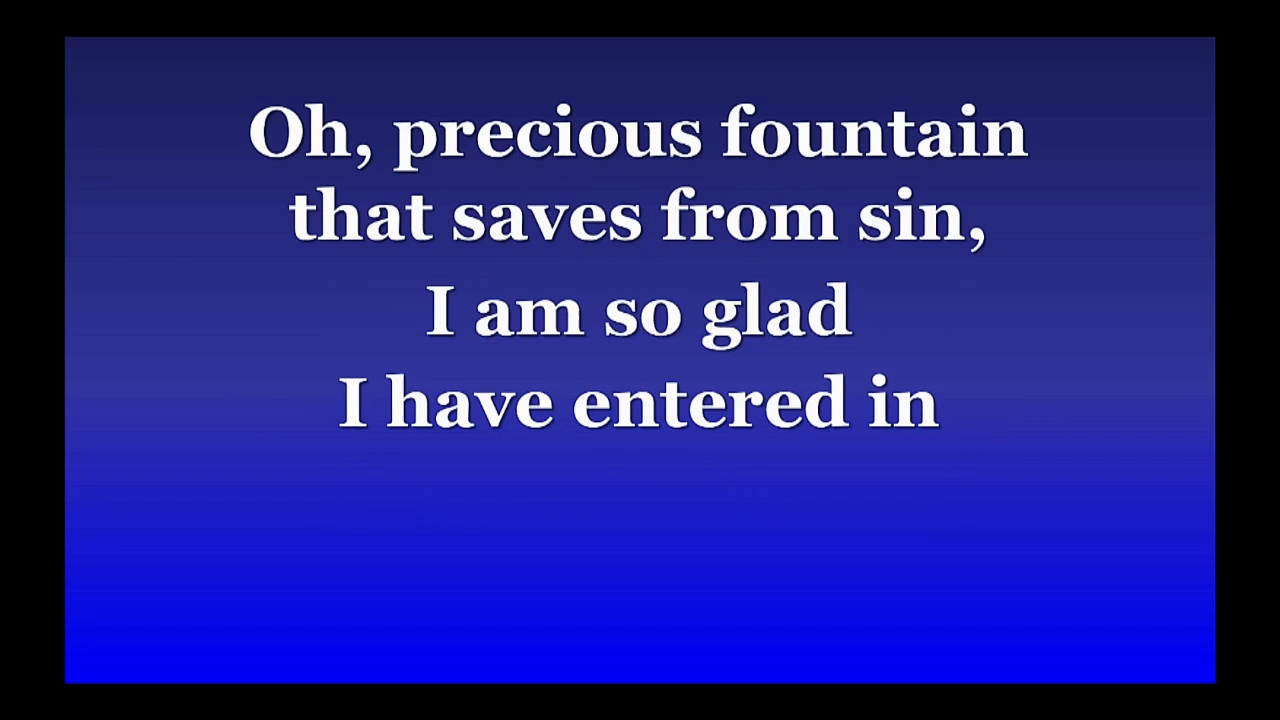 Oh, precious fountain
that saves from sin,
I am so glad
I have entered in